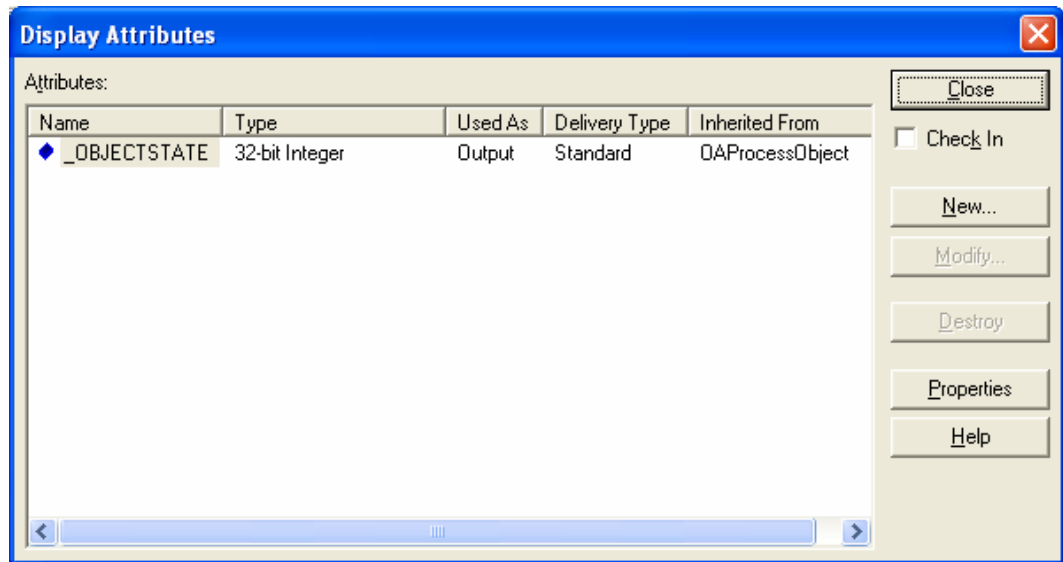 Display Attributes
Attributes:
Name Type Used As Delivery Type Inherited From
_OBJECTSTATE 32-bit Integer Output Standard OAProcessObject
Close
Check In
New...
Modify...
Destroy
Properties
Help